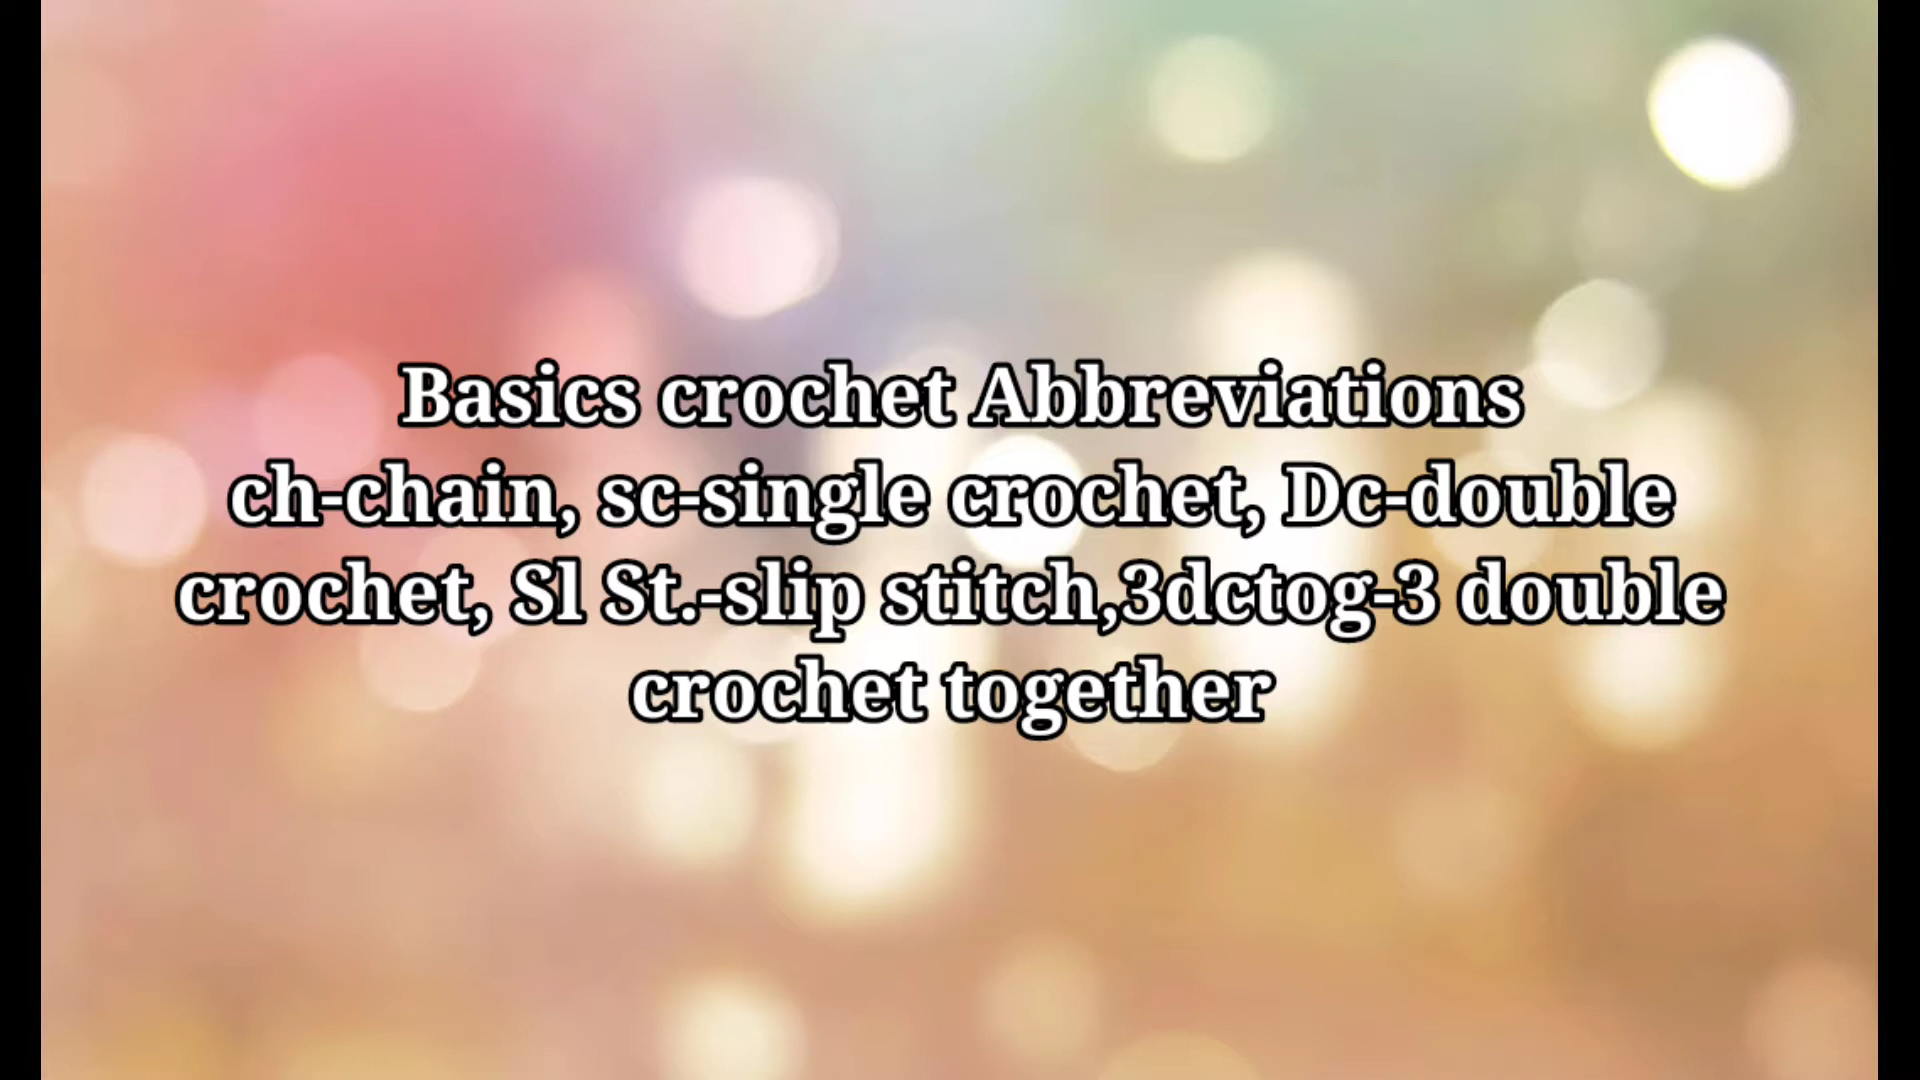 Basics crochet Abbreviations
ch-chain, sc-single crochet, Dc-double
crochet, Sl St.-slip stitch,3dctog-3 double
crochet together